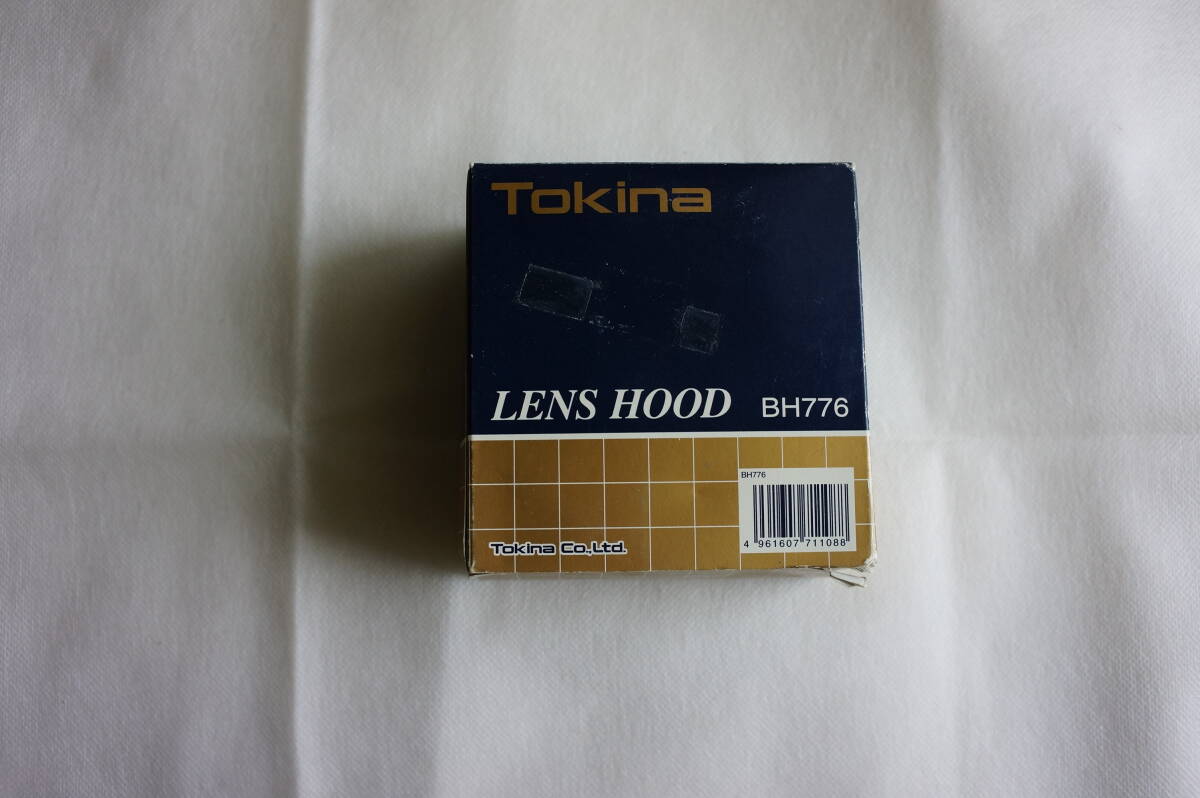 Tokina
LENS HOOD BH776
BH776
4 961607 711088
Tokina Co.,Ltd.